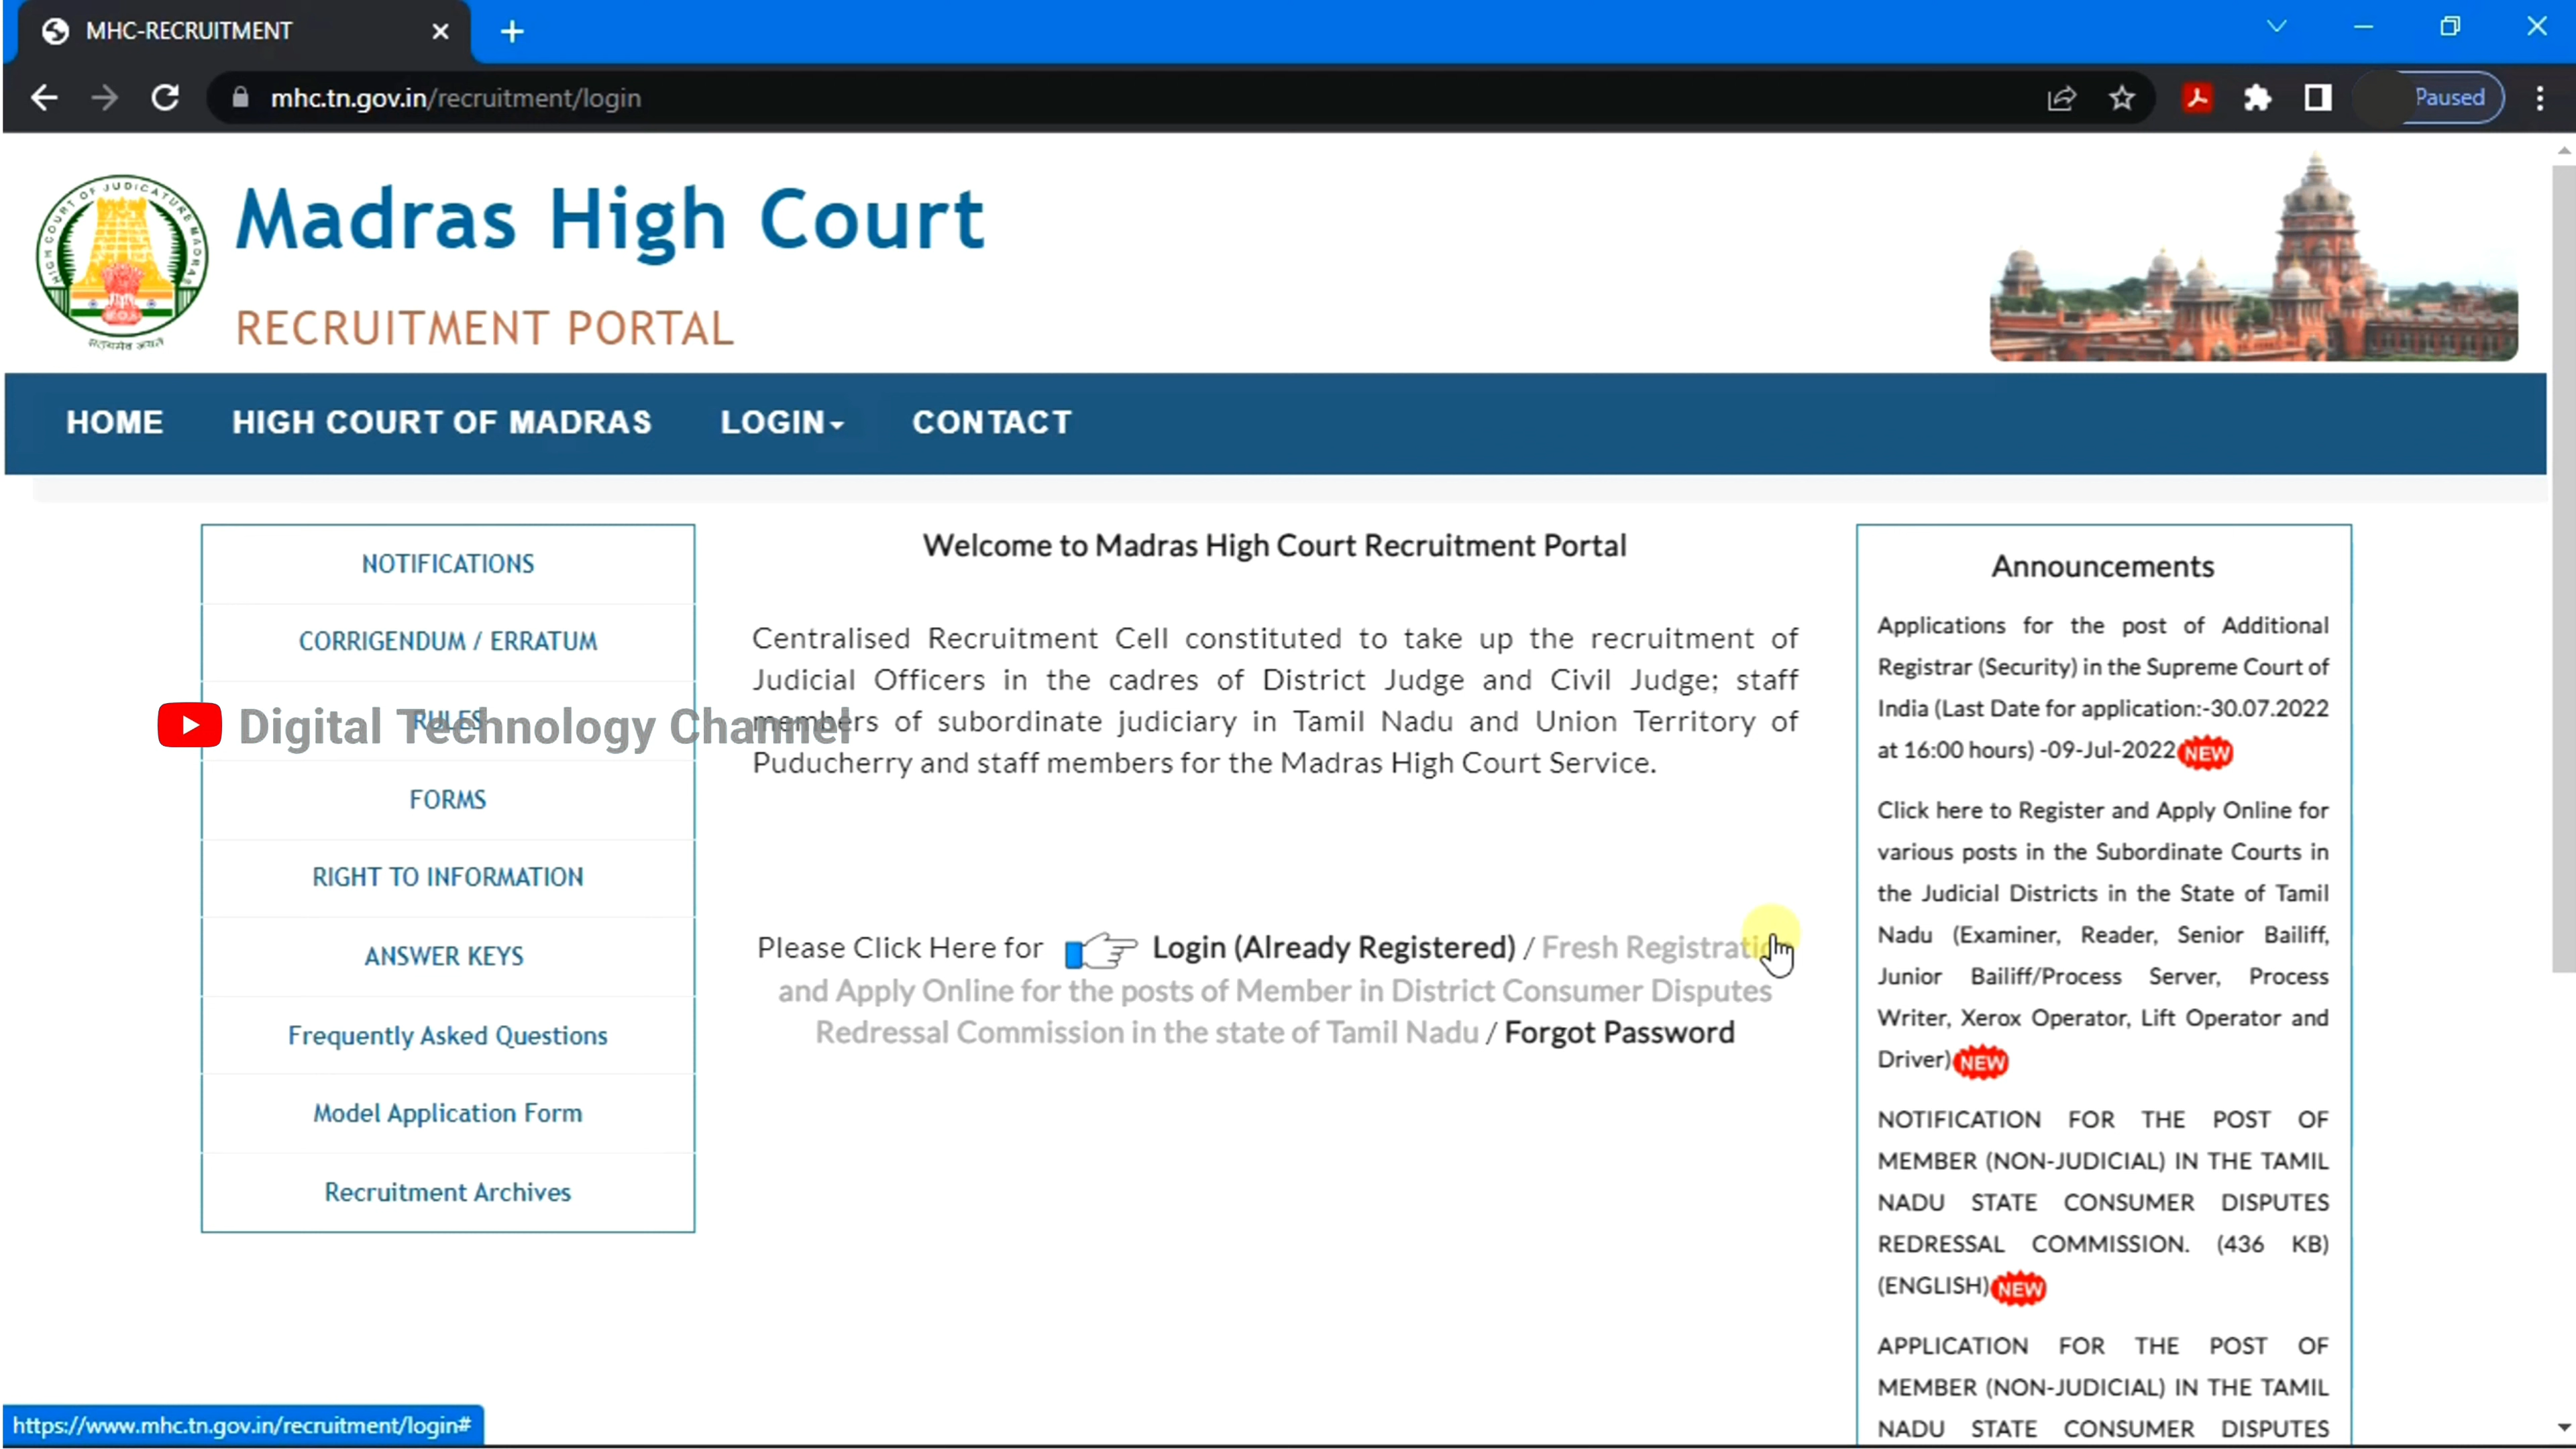 MHC-RECRUITMENT
mhc.tn.gov.in/recruitment/login
Paused
HIGH COURT OF JUDICATURE MADRAS
सत्यमेव जयते
Madras High Court
RECRUITMENT PORTAL
HOME
HIGH COURT OF MADRAS
LOGIN
CONTACT
NOTIFICATIONS
CORRIGENDUM / ERRATUM
RULES
FORMS
RIGHT TO INFORMATION
ANSWER KEYS
Frequently Asked Questions
Model Application Form
Recruitment Archives
Digital Technology Channel
Welcome to Madras High Court Recruitment Portal
Centralised Recruitment Cell constituted to take up the recruitment of
Judicial Officers in the cadres of District Judge and Civil Judge; staff
members of subordinate judiciary in Tamil Nadu and Union Territory of
Puducherry and staff members for the Madras High Court Service.
Please Click Here for Login (Already Registered) / Fresh Registration
and Apply Online for the posts of Member in District Consumer Disputes
Redressal Commission in the state of Tamil Nadu / Forgot Password
Announcements
Applications for the post of Additional
Registrar (Security) in the Supreme Court of
India (Last Date for application:-30.07.2022
at 16:00 hours) -09-Jul-2022 NEW
Click here to Register and Apply Online for
various posts in the Subordinate Courts in
the Judicial Districts in the State of Tamil
Nadu (Examiner, Reader, Senior Bailiff,
Junior Bailiff/Process Server, Process
Writer, Xerox Operator, Lift Operator and
Driver) NEW
NOTIFICATION FOR THE POST OF
MEMBER (NON-JUDICIAL) IN THE TAMIL
NADU STATE CONSUMER DISPUTES
REDRESSAL COMMISSION. (436 KB)
(ENGLISH) NEW
APPLICATION FOR THE POST OF
MEMBER (NON-JUDICIAL) IN THE TAMIL
NADU STATE CONSUMER DISPUTES
https://www.mhc.tn.gov.in/recruitment/login#